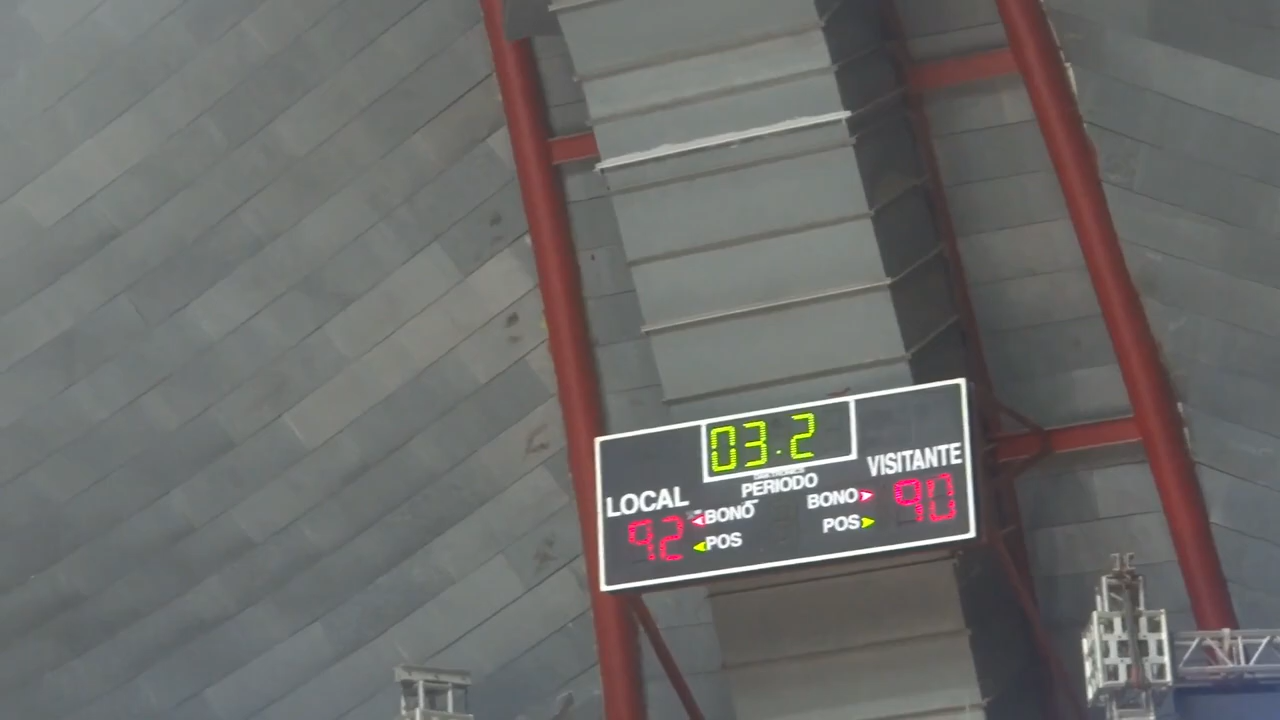 03.2
LOCAL
PERIODO
VISITANTE
92
BONO
BONO
90
POS
POS